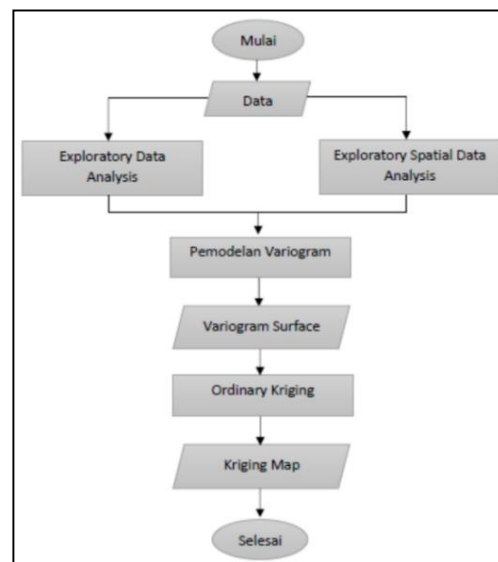 Mulai
Data
Exploratory Data
Analysis
Exploratory Spatial Data
Analysis
Pemodelan Variogram
Variogram Surface
Ordinary Kriging
Kriging Map
Selesai